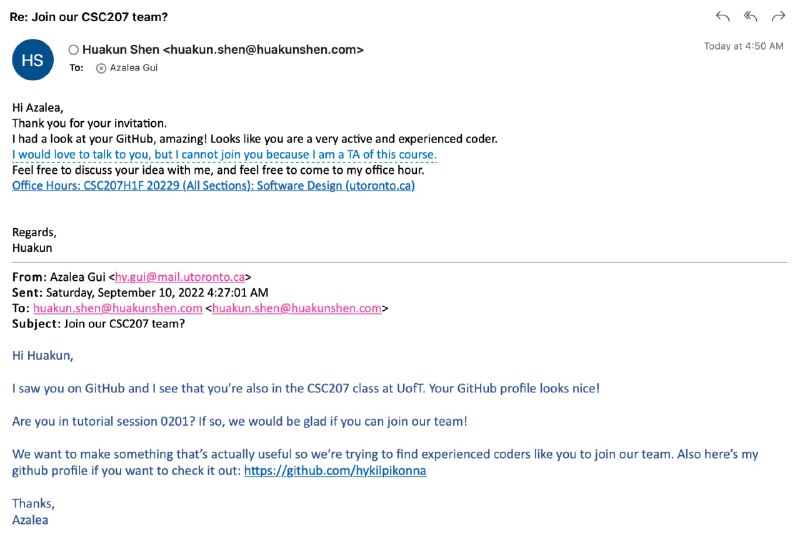 Re: Join our CSC207 team?
HS
Huakun Shen <huakun.shen@huakunshen.com>
Today at 4:50 AM
To: Azalea Gui
Hi Azalea,
Thank you for your invitation.
I had a look at your GitHub, amazing! Looks like you are a very active and experienced coder.
I would love to talk to you, but I cannot join you because I am a TA of this course.
Feel free to discuss your idea with me, and feel free to come to my office hour.
Office Hours: CSC207H1F 20229 (All Sections): Software Design (utoronto.ca)
Regards,
Huakun
From: Azalea Gui <hy.gui@mail.utoronto.ca>
Sent: Saturday, September 10, 2022 4:27:01 AM
To: huakun.shen@huakunshen.com <huakun.shen@huakunshen.com>
Subject: Join our CSC207 team?
Hi Huakun,
I saw you on GitHub and I see that you're also in the CSC207 class at UofT. Your GitHub profile looks nice!
Are you in tutorial session 0201? If so, we would be glad if you can join our team!
We want to make something that's actually useful so we're trying to find experienced coders like you to join our team. Also here's my
github profile if you want to check it out: https://github.com/hykilpikonna
Thanks,
Azalea